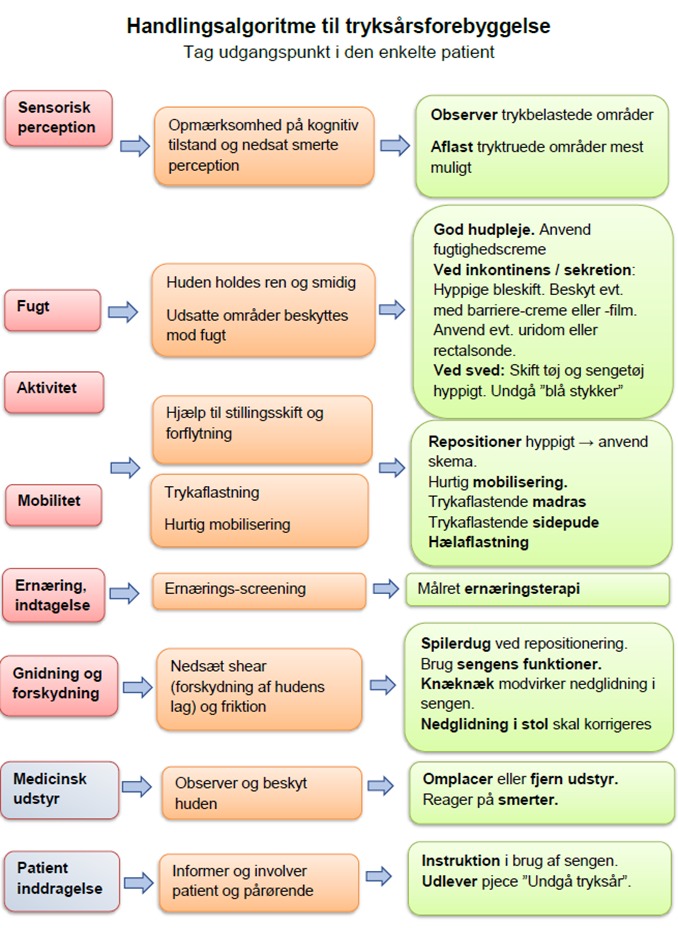 Handlingsalgoritme til tryksårsforebyggelse
Tag udgangspunkt i den enkelte patient
Sensorisk
perception
Opmærksomhed på kognitiv
tilstand og nedsat smerte
perception
Observer trykbelastede områder
Aflast tryktruede områder mest
muligt
Fugt
Huden holdes ren og smidig
Udsatte områder beskyttes
mod fugt
God hudpleje. Anvend
fugtighedscreme
Ved inkontinens / sekretion:
Hyppige bleskift. Beskyt evt.
med barriere-creme eller -film.
Anvend evt. uridom eller
rectalsonde.
Ved sved: Skift tøj og sengetøj
hyppigt. Undgå ”blå stykker”
Aktivitet
Mobilitet
Hjælp til stillingsskift og
forflytning
Trykaflastning
Hurtig mobilisering
Repositioner hyppigt → anvend
skema.
Hurtig mobilisering.
Trykaflastende madras
Trykaflastende sidepude
Hælaflastning
Ernæring,
indtagelse
Ernærings-screening
Målret ernæringsterapi
Gnidning og
forskydning
Nedsæt shear
(forskydning af hudens
lag) og friktion
Spilerdug ved repositionering.
Brug sengens funktioner.
Knæknæk modvirker nedglidning i
sengen.
Nedglidning i stol skal korrigeres
Medicinsk
udstyr
Observer og beskyt
huden
Omplacer eller fjern udstyr.
Reager på smerter.
Patient
inddragelse
Informer og involver
patient og pårørende
Instruktion i brug af sengen.
Udlever pjece ”Undgå tryksår”.